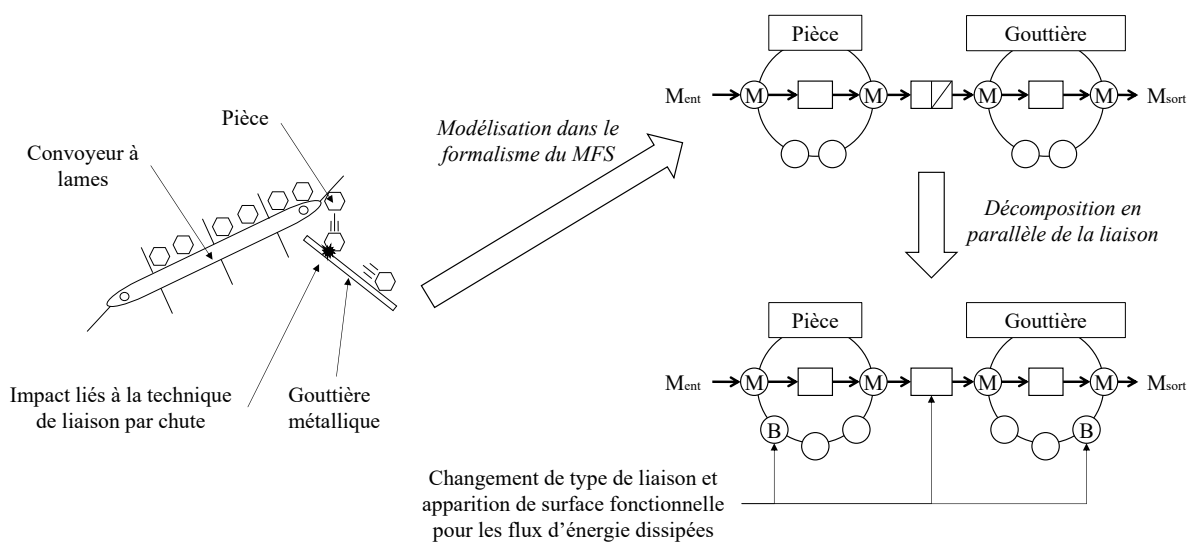 Pièce
Convoyeur à
lames
Impact liés à la technique
de liaison par chute
Gouttière
métallique
Modélisation dans le
formalisme du MFS
Pièce
Gouttière
Ment
M
M
M
M
Msort
Décomposition en
parallèle de la liaison
Pièce
Gouttière
Ment
M
M
M
M
Msort
B
B
Changement de type de liaison et
apparition de surface fonctionnelle
pour les flux d’énergie dissipées